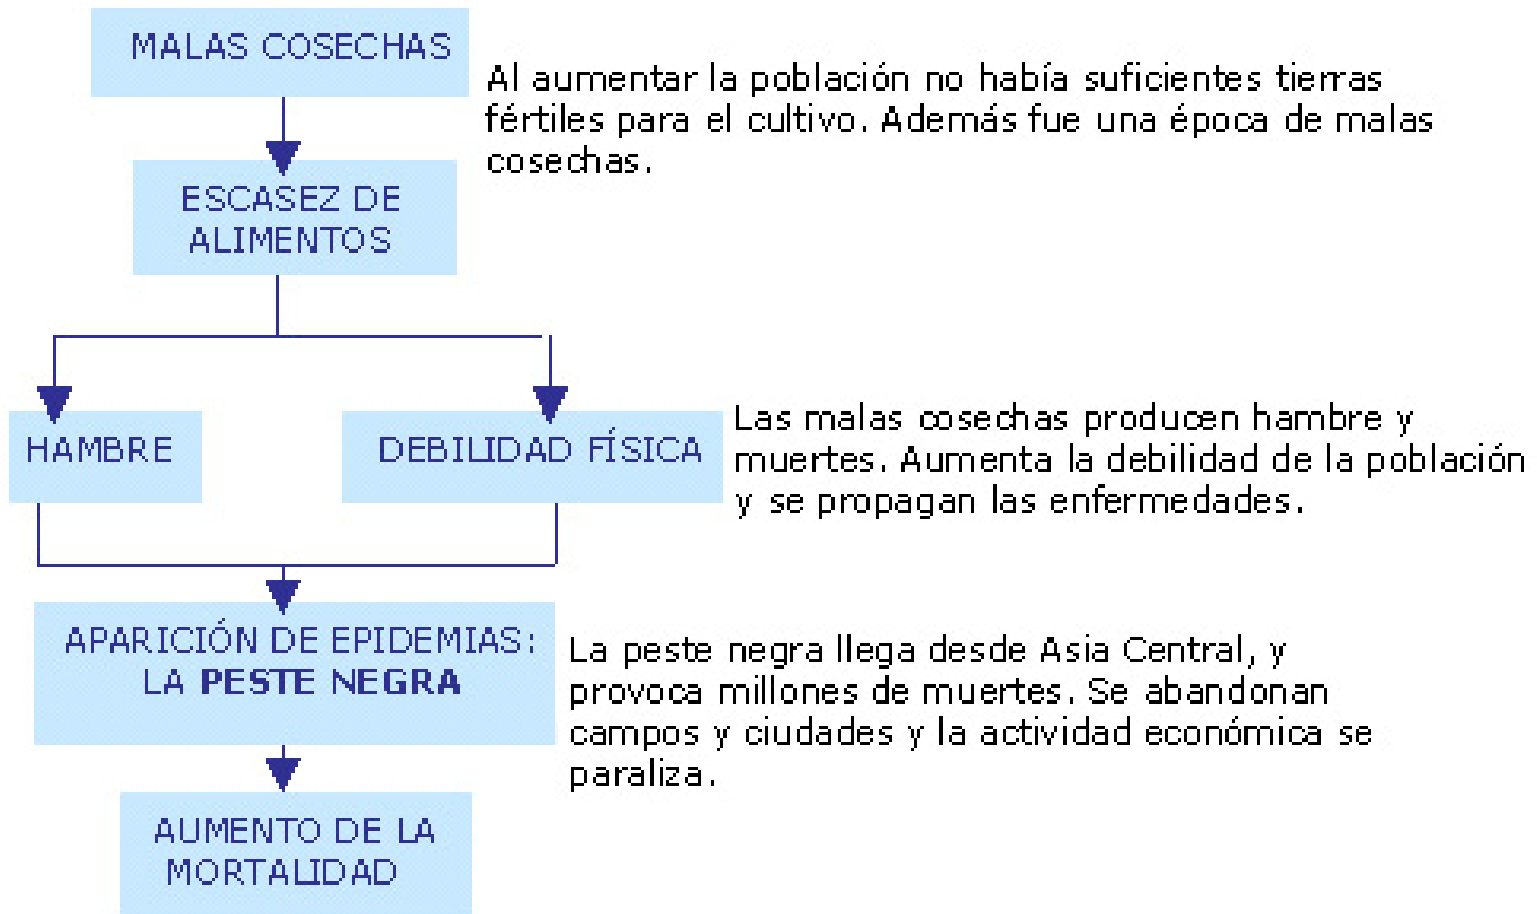 MALAS COSECHAS
Al aumentar la población no había suficientes tierras
fértiles para el cultivo. Además fue una época de malas
cosechas.
ESCASEZ DE
ALIMENTOS
HAMBRE
DEBILIDAD FÍSICA
Las malas cosechas producen hambre y
muertes. Aumenta la debilidad de la población
y se propagan las enfermedades.
APARICIÓN DE EPIDEMIAS:
LA PESTE NEGRA
La peste negra llega desde Asia Central, y
provoca millones de muertes. Se abandonan
campos y ciudades y la actividad económica se
paraliza.
AUMENTO DE LA
MORTALIDAD